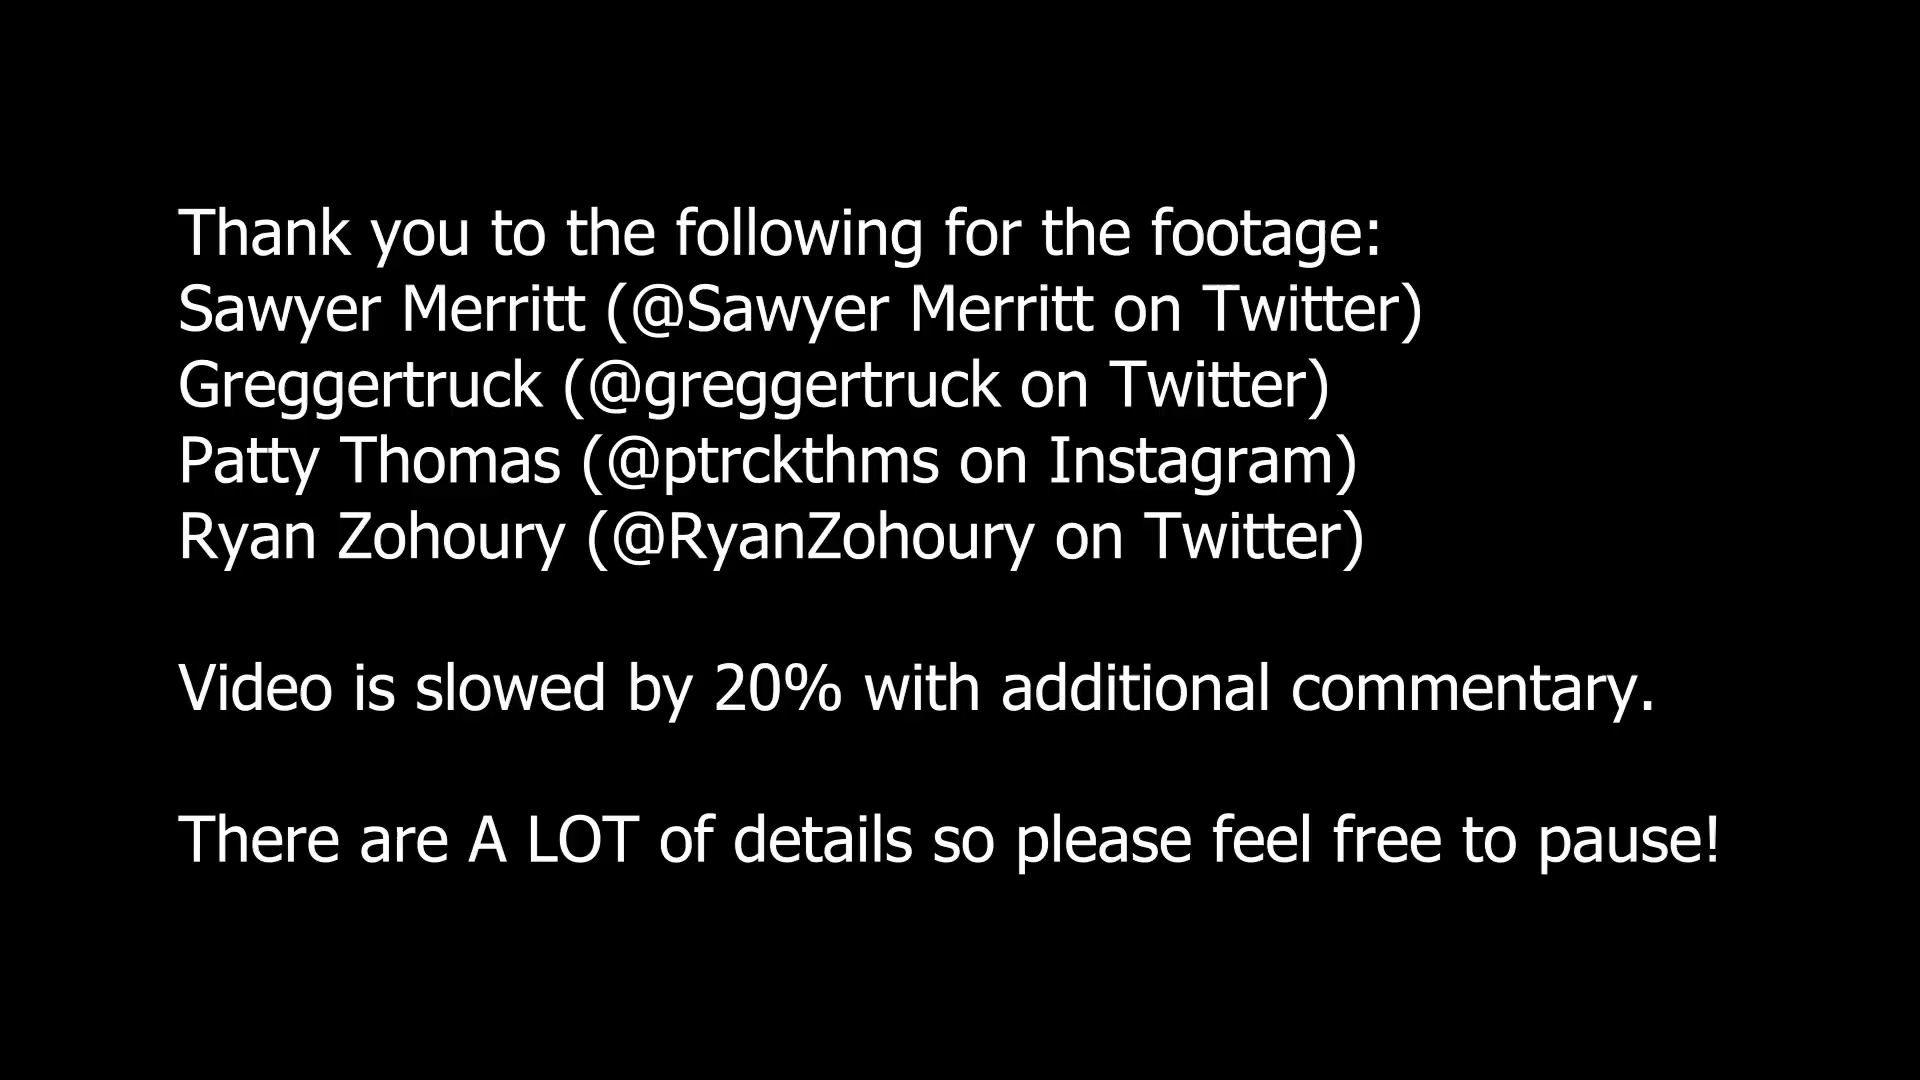 Thank you to the following for the footage:
Sawyer Merritt (@Sawyer Merritt on Twitter)
Greggertruck (@greggertruck on Twitter)
Patty Thomas (@ptrckthms on Instagram)
Ryan Zohoury (@RyanZohoury on Twitter)
Video is slowed by 20% with additional commentary.
There are A LOT of details so please feel free to pause!